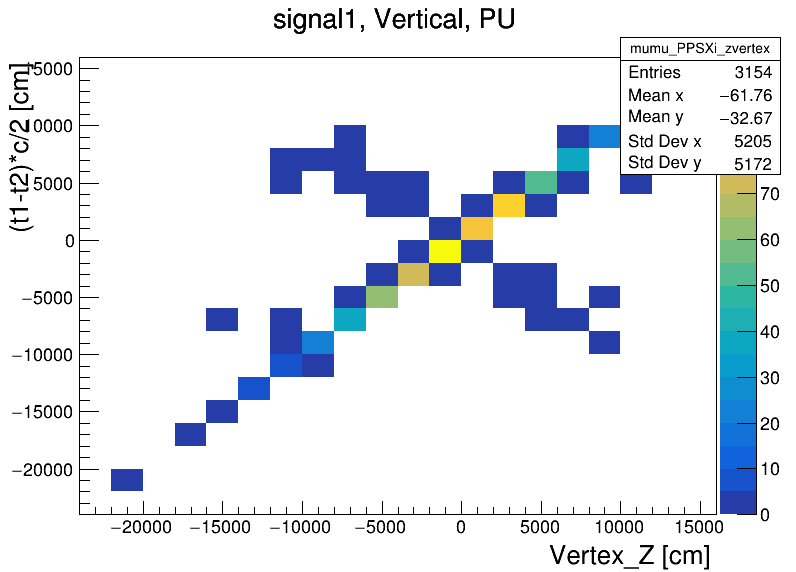 signal1, Vertical, PU
mumu_PPSXi_zvertex
Entries 3154
Mean x −61.76
Mean y −32.67
Std Dev x 5205
Std Dev y 5172
(t1-t2)*c/2 [cm]
5000
10000
5000
0
−5000
−10000
−15000
−20000
70
60
50
40
30
20
10
0
−20000 −15000 −10000 −5000 0 5000 10000 15000
Vertex_Z [cm]